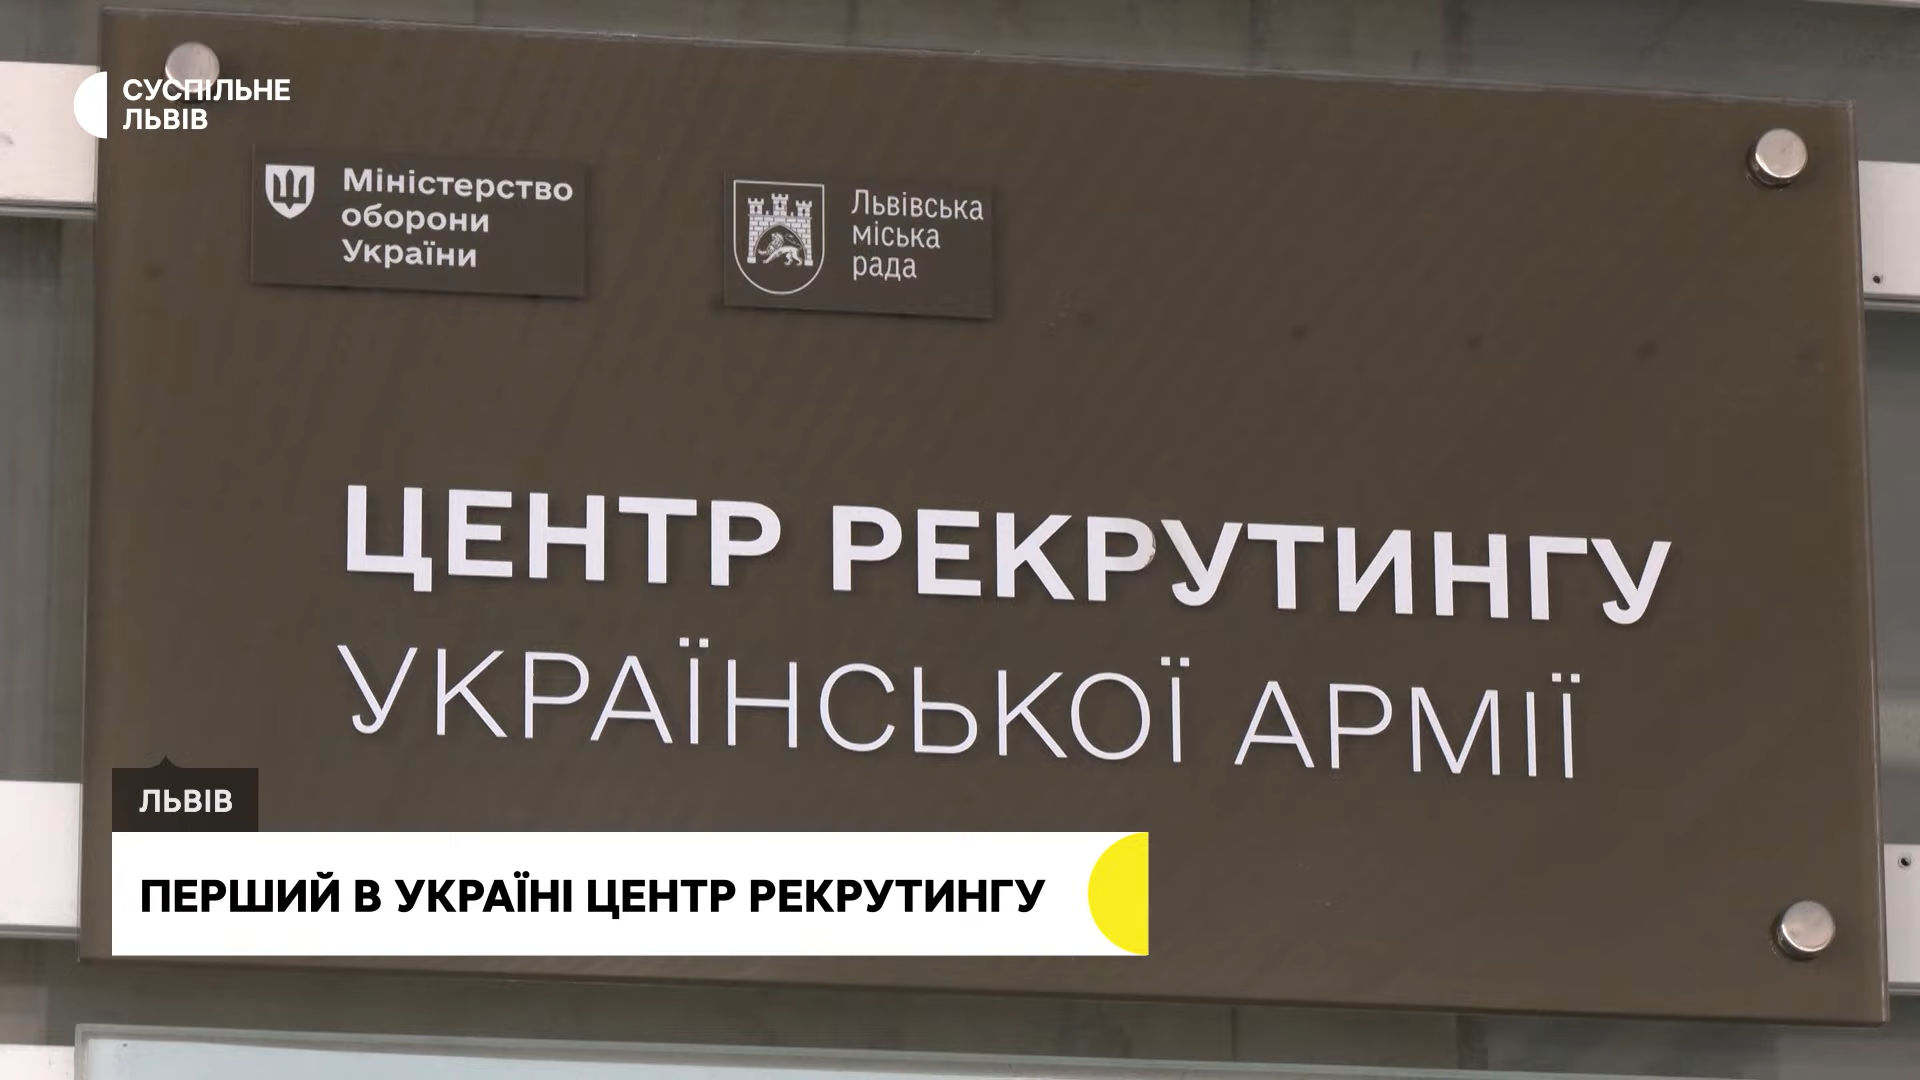 СУСПІЛЬНЕ
ЛЬВІВ
Міністерство
оборони
України
Львівська
міська
рада
ЦЕНТР РЕКРУТИНГУ
УКРАЇНСЬКОЇ АРМІЇ
ЛЬВІВ
ПЕРШИЙ В УКРАЇНІ ЦЕНТР РЕКРУТИНГУ